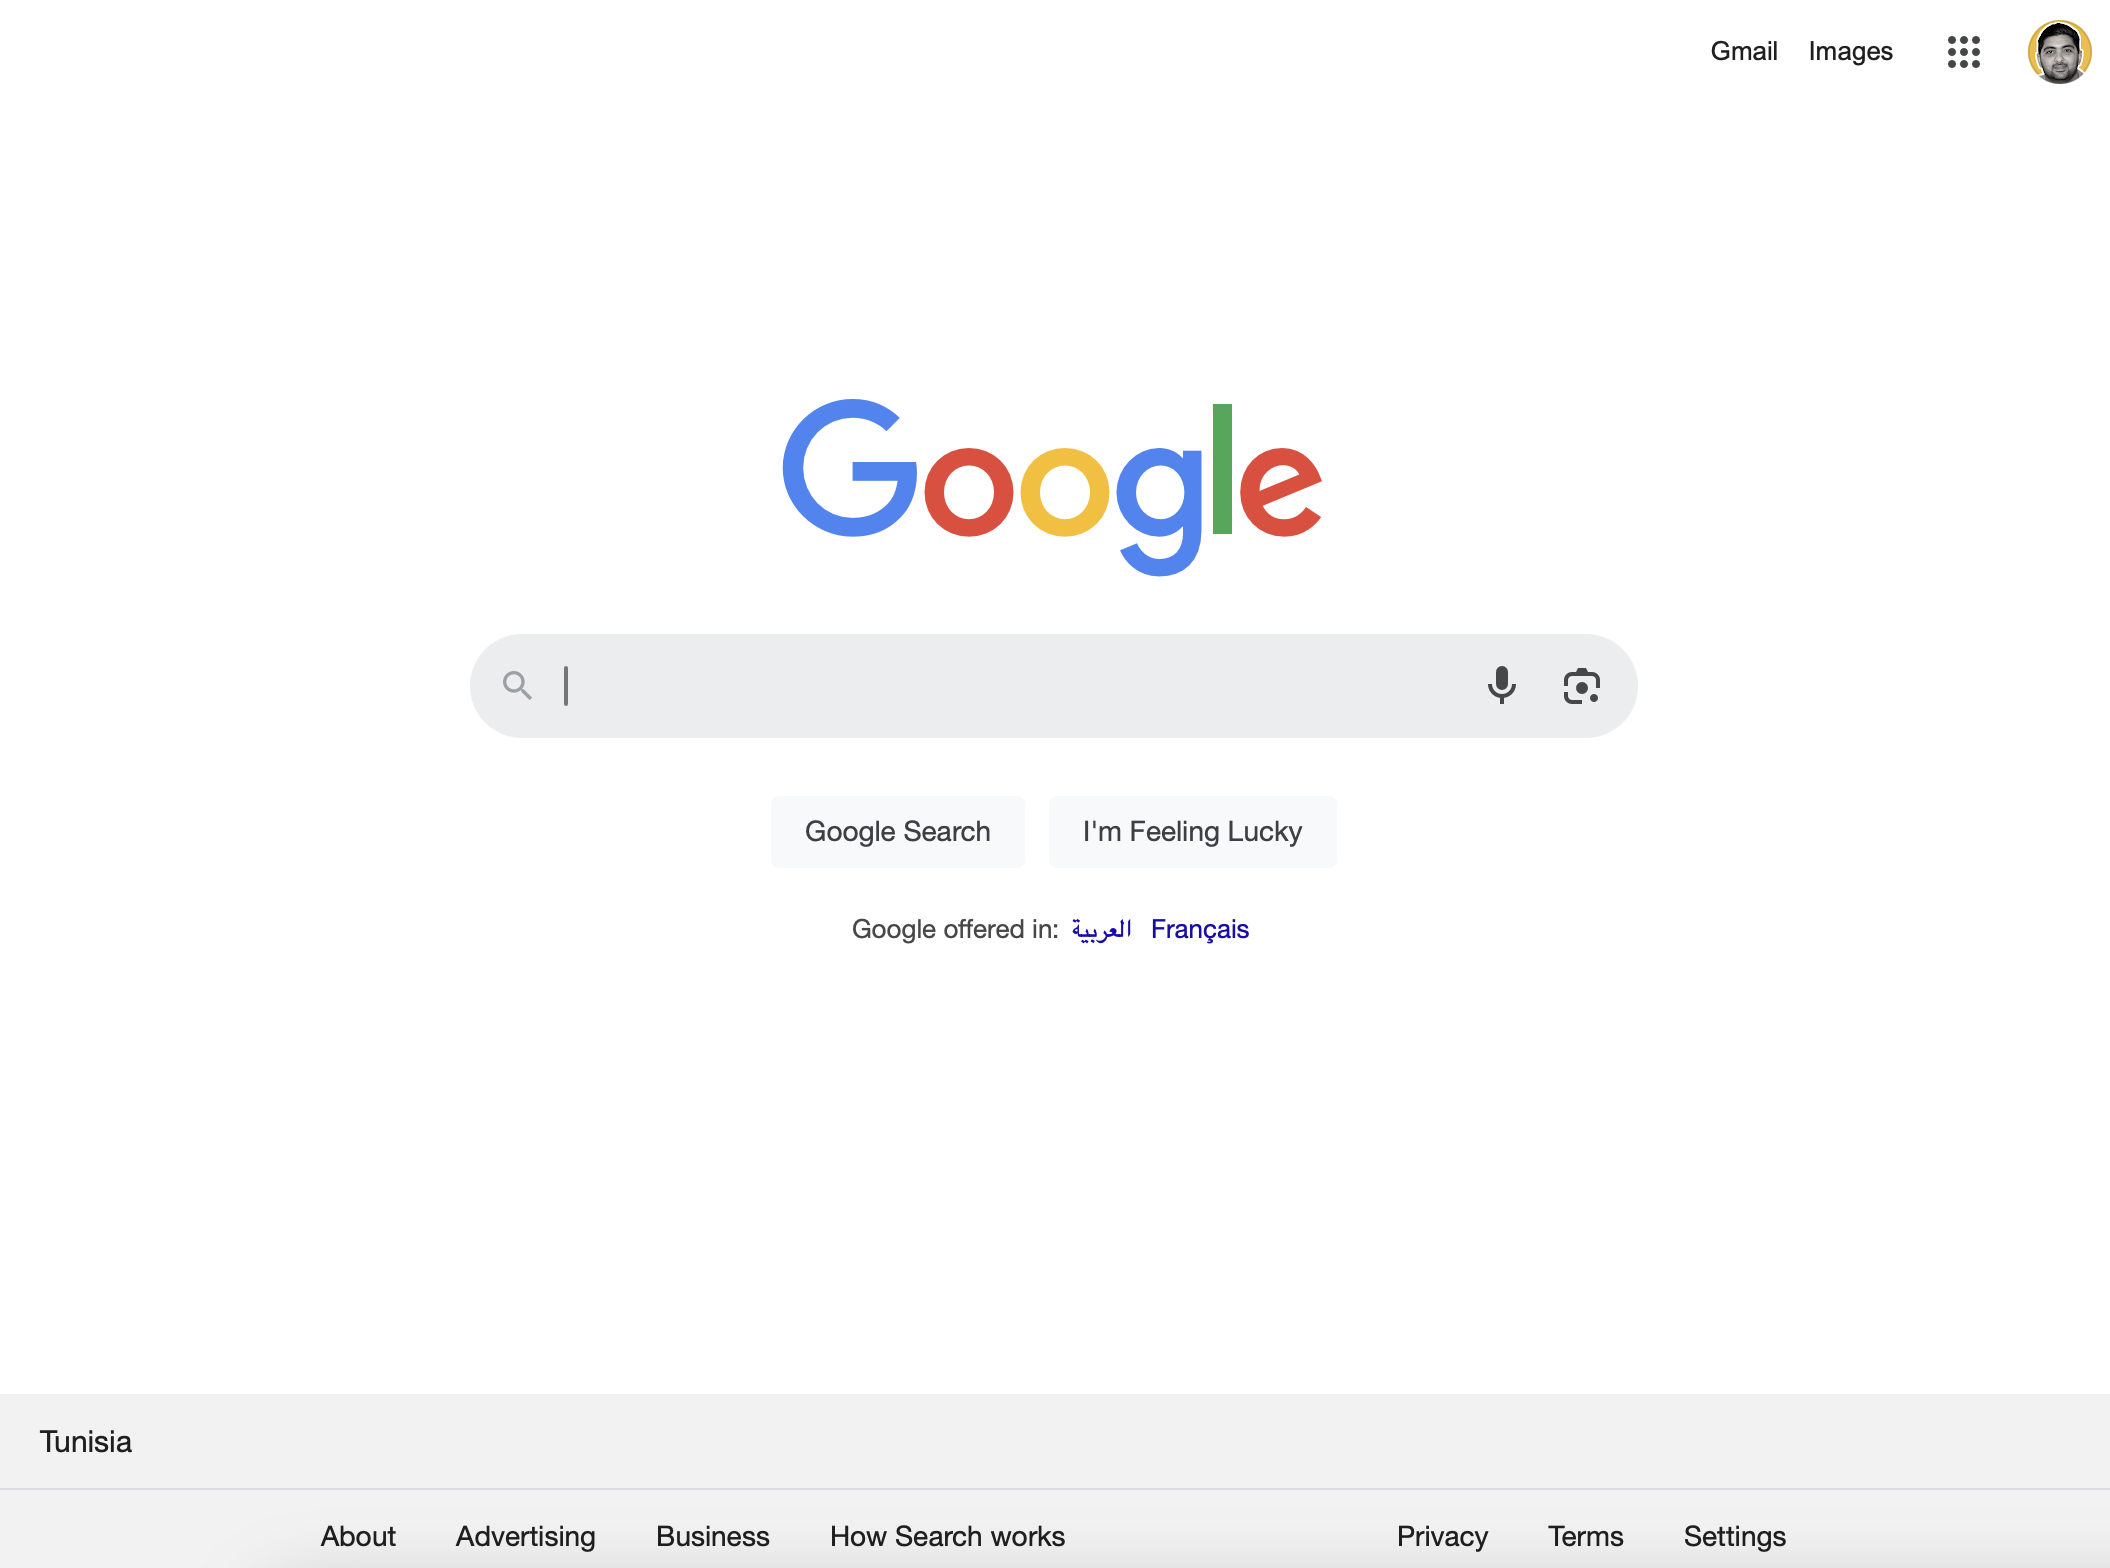 Gmail Images
Google
Google Search I'm Feeling Lucky
Google offered in: العربية Français
Tunisia
About Advertising Business How Search works Privacy Terms Settings